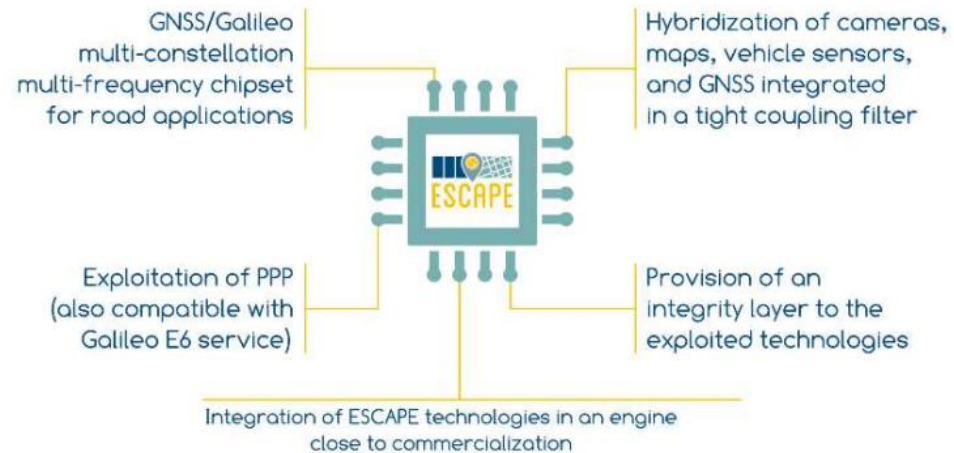 GNSS/Galileo
multi-constellation
multi-frequency chipset
for road applications
Hybridization of cameras,
maps, vehicle sensors,
and GNSS integrated
in a tight coupling filter
ESCAPE
Exploitation of PPP
(also compatible with
Galileo E6 service)
Provision of an
integrity layer to the
exploited technologies
Integration of ESCAPE technologies in an engine
close to commercialization